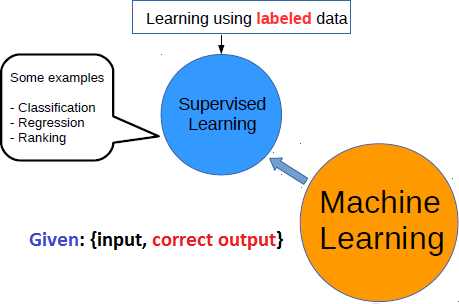 Learning using labeled data
Some examples
- Classification
- Regression
- Ranking
Supervised
Learning
Machine
Learning
Given: {input, correct output}